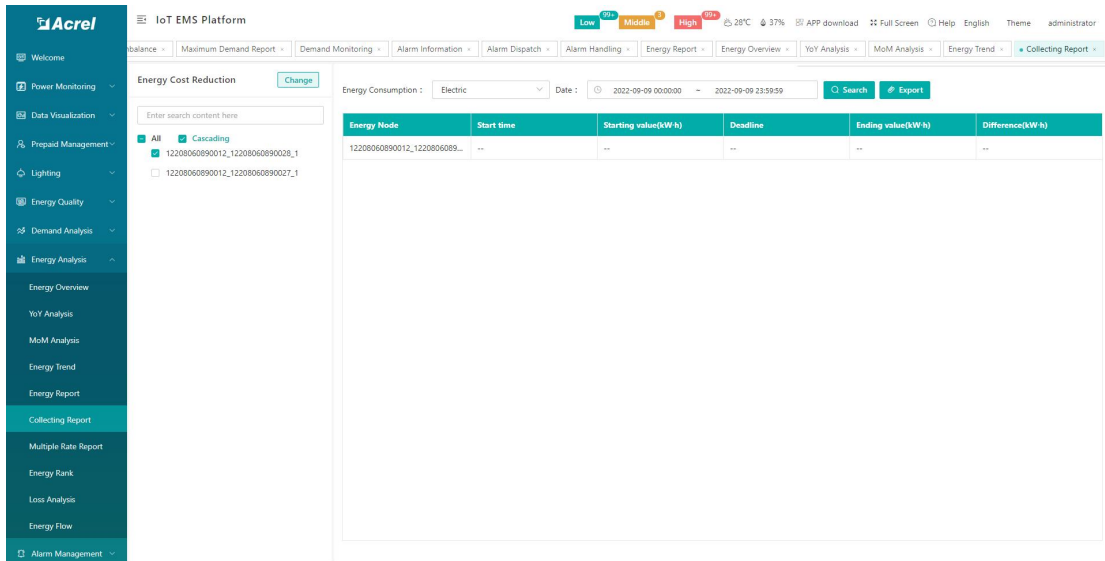 Acrel
IoT EMS Platform
Low 99+ Middle 3 High 99+ 28℃ 37% APP download Full Screen Help English Theme administrator
nbalance × Maximum Demand Report × Demand Monitoring × Alarm Information × Alarm Dispatch × Alarm Handling × Energy Report × Energy Overview × YoY Analysis × MoM Analysis × Energy Trend × Collecting Report ×
Welcome
Power Monitoring
Data Visualization
Prepaid Management
Lighting
Energy Quality
Demand Analysis
Energy Analysis
Energy Overview
YoY Analysis
MoM Analysis
Energy Trend
Energy Report
Collecting Report
Multiple Rate Report
Energy Rank
Loss Analysis
Energy Flow
Alarm Management
Energy Cost Reduction Change
Enter search content here
All Cascading
12208060890012_12208060890028_1
12208060890012_12208060890027_1
Energy Consumption : Electric Date : 2022-09-09 00:00:00 ~ 2022-09-09 23:59:59 Search Export
Energy Node Start time Starting value(kW·h) Deadline Ending value(kW·h) Difference(kW·h)
12208060890012_1220806089... -- -- -- -- --